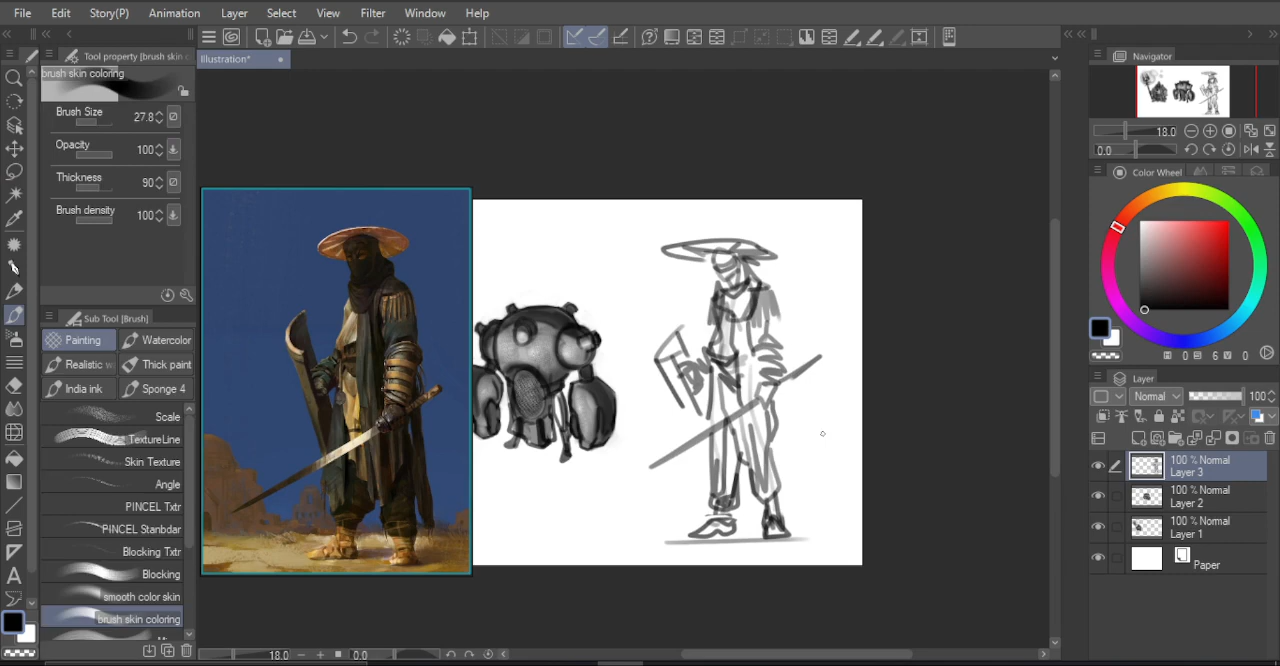 File Edit Story(P) Animation Layer Select View Filter Window Help
Tool property [brush skin c
Illustration*
Navigator
brush skin coloring
Brush Size 27.8
Opacity 100
Thickness 90
Brush density 100
18.0
0.0
Color Wheel
Sub Tool [Brush]
Painting Watercolor
Realistic w Thick paint
India ink Sponge 4
H 0 S 6 V 0
Layer
Normal 100
Scale
TextureLine
Skin Texture
Angle
PINCEL Txtr
PINCEL Stanbdar
Blocking Txtr
Blocking
smooth color skin
brush skin coloring
100 % Normal
Layer 3
100 % Normal
Layer 2
100 % Normal
Layer 1
Paper
A
18.0 0.0